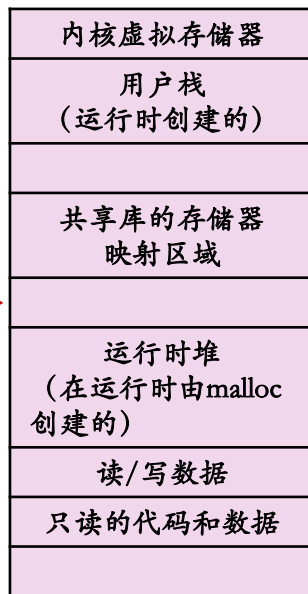 内核虚拟存储器
用户栈
（运行时创建的）
共享库的存储器
映射区域
运行时堆
（在运行时由malloc
创建的）
读/写数据
只读的代码和数据